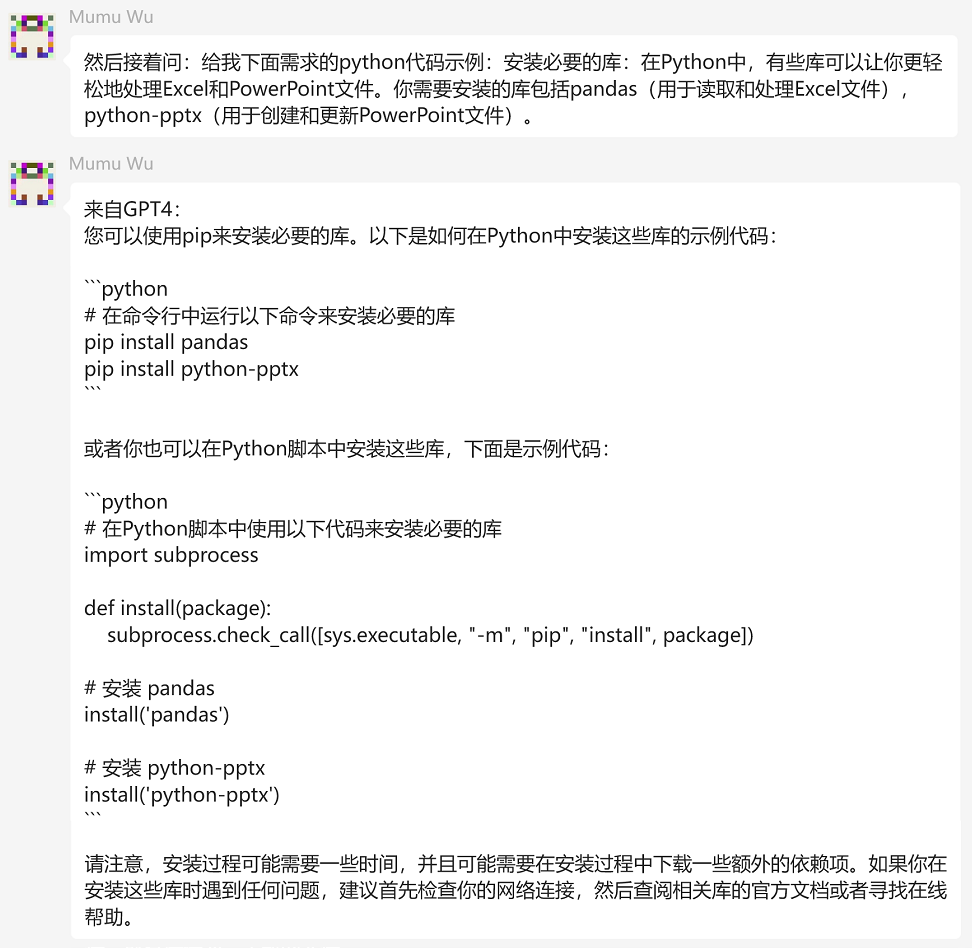 Mumu Wu
然后接着问：给我下面需求的python代码示例：安装必要的库：在Python中，有些库可以让你更轻
松地处理Excel和PowerPoint文件。你需要安装的库包括pandas（用于读取和处理Excel文件），
python-pptx（用于创建和更新PowerPoint文件）。
Mumu Wu
来自GPT4：
您可以使用pip来安装必要的库。以下是如何在Python中安装这些库的示例代码：
```python
# 在命令行中运行以下命令来安装必要的库
pip install pandas
pip install python-pptx
```
或者你也可以在Python脚本中安装这些库，下面是示例代码：
```python
# 在Python脚本中使用以下代码来安装必要的库
import subprocess
def install(package):
    subprocess.check_call([sys.executable, "-m", "pip", "install", package])
# 安装 pandas
install('pandas')
# 安装 python-pptx
install('python-pptx')
```
请注意，安装过程可能需要一些时间，并且可能需要在安装过程中下载一些额外的依赖项。如果你在
安装这些库时遇到任何问题，建议首先检查你的网络连接，然后查阅相关库的官方文档或者寻找在线
帮助。